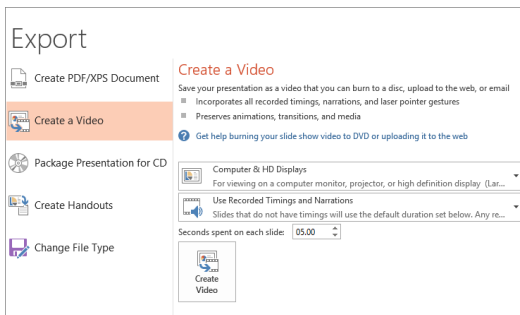 Export
Create PDF/XPS Document
Create a Video
Package Presentation for CD
Create Handouts
Change File Type
Create a Video
Save your presentation as a video that you can burn to a disc, upload to the web, or email
Incorporates all recorded timings, narrations, and laser pointer gestures
Preserves animations, transitions, and media
Get help burning your slide show video to DVD or uploading it to the web
Computer & HD Displays
For viewing on a computer monitor, projector, or high definition display (Lar...
Use Recorded Timings and Narrations
Slides that do not have timings will use the default duration set below. Any re...
Seconds spent on each slide: 05.00
Create
Video